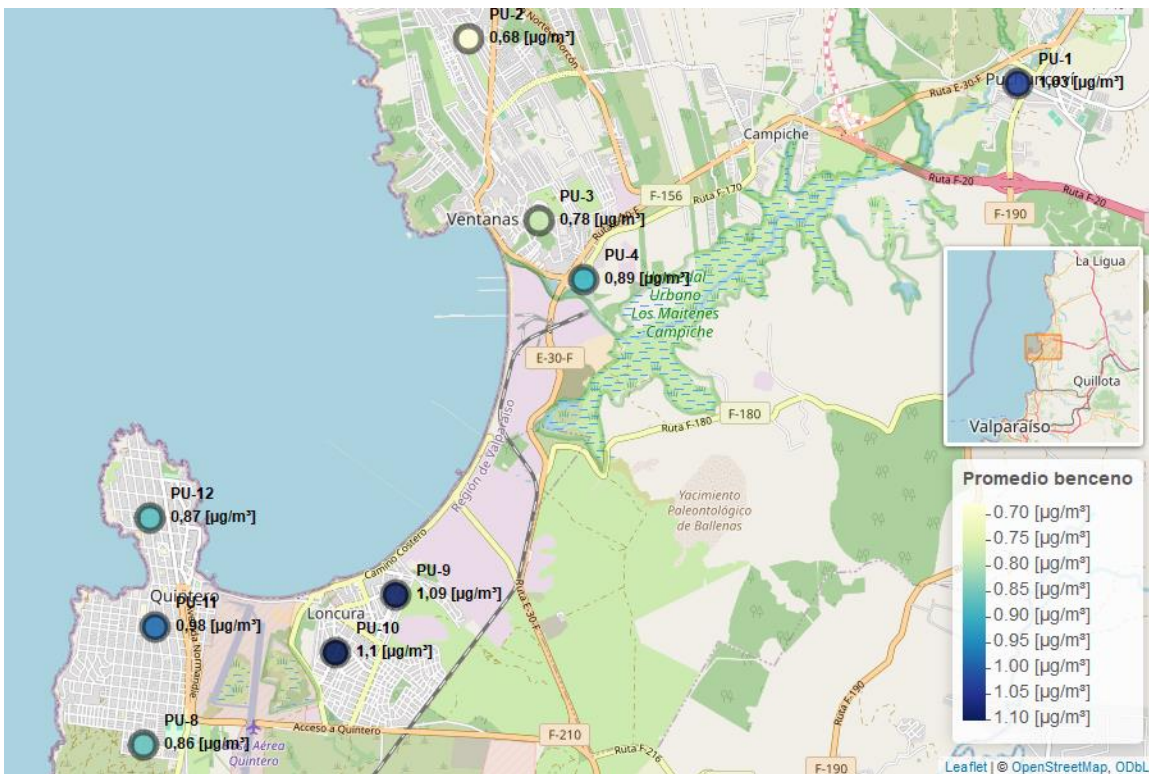 PU-2
0,68 [µg/m³]
PU-1
1,03 [µg/m³]
Ruta E-30-F
Campiche
Ruta F-20
Ruta F-20
F-190
F-156
Ruta F-170
PU-3
0,78 [µg/m³]
Ventanas
PU-4
0,89 [µg/m³]
Humedal
Urbano
Los Maitenes
- Campiche
E-30-F
Región de Valparaíso
F-180
Ruta F-180
La Ligua
Quillota
Valparaíso
Yacimiento
Paleontológico
de Ballenas
PU-12
0,87 [µg/m³]
Camino Costero
PU-9
1,09 [µg/m³]
Quintero
PU-11
0,98 [µg/m³]
Loncura
PU-10
1,1 [µg/m³]
Ruta E-30-F
Avenida Normandie
PU-8
0,86 [µg/m³]
Aérea
Quintero
Acceso a Quintero
F-210
Ruta F-216
Ruta F-190
F-190
Promedio benceno
0.70 [µg/m³]
0.75 [µg/m³]
0.80 [µg/m³]
0.85 [µg/m³]
0.90 [µg/m³]
0.95 [µg/m³]
1.00 [µg/m³]
1.05 [µg/m³]
1.10 [µg/m³]
Leaflet | © OpenStreetMap, ODbL